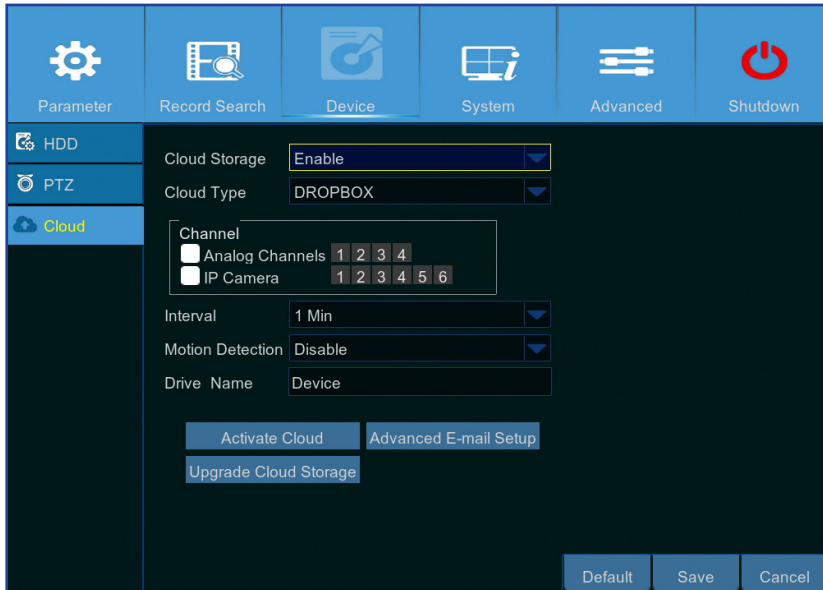 Parameter Record Search Device System Advanced Shutdown
HDD
PTZ
Cloud
Cloud Storage Enable
Cloud Type DROPBOX
Channel
Analog Channels 1 2 3 4
IP Camera 1 2 3 4 5 6
Interval 1 Min
Motion Detection Disable
Drive Name Device
Activate Cloud Advanced E-mail Setup
Upgrade Cloud Storage
Default Save Cancel